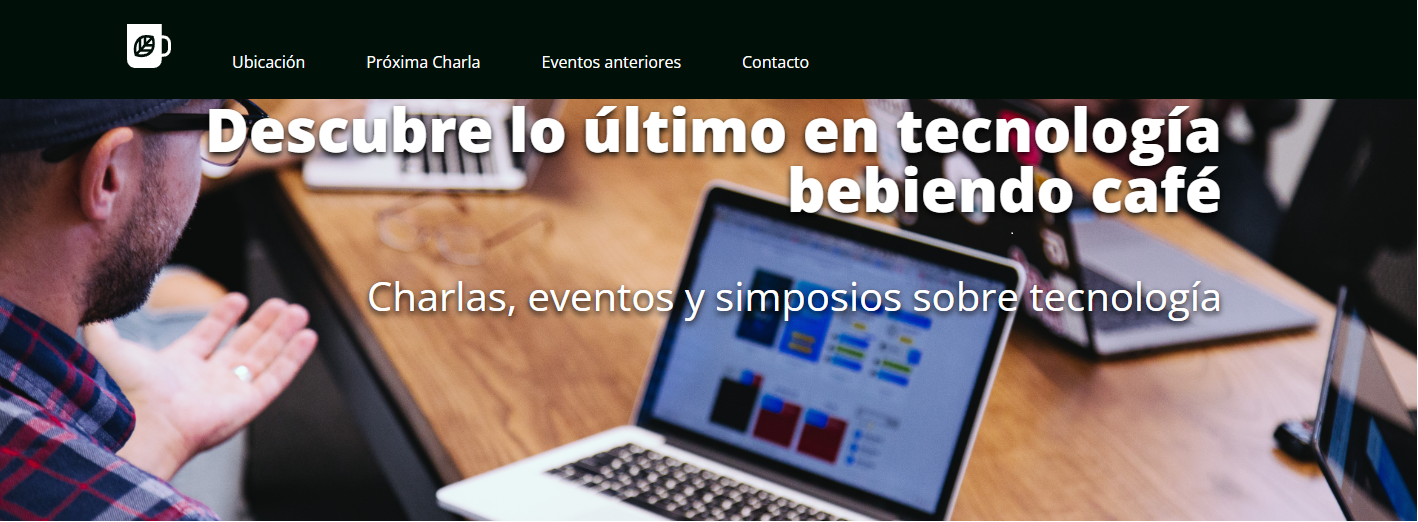 Ubicación
Próxima Charla
Eventos anteriores
Contacto
Descubre lo último en tecnología
bebiendo café
Charlas, eventos y simposios sobre tecnología